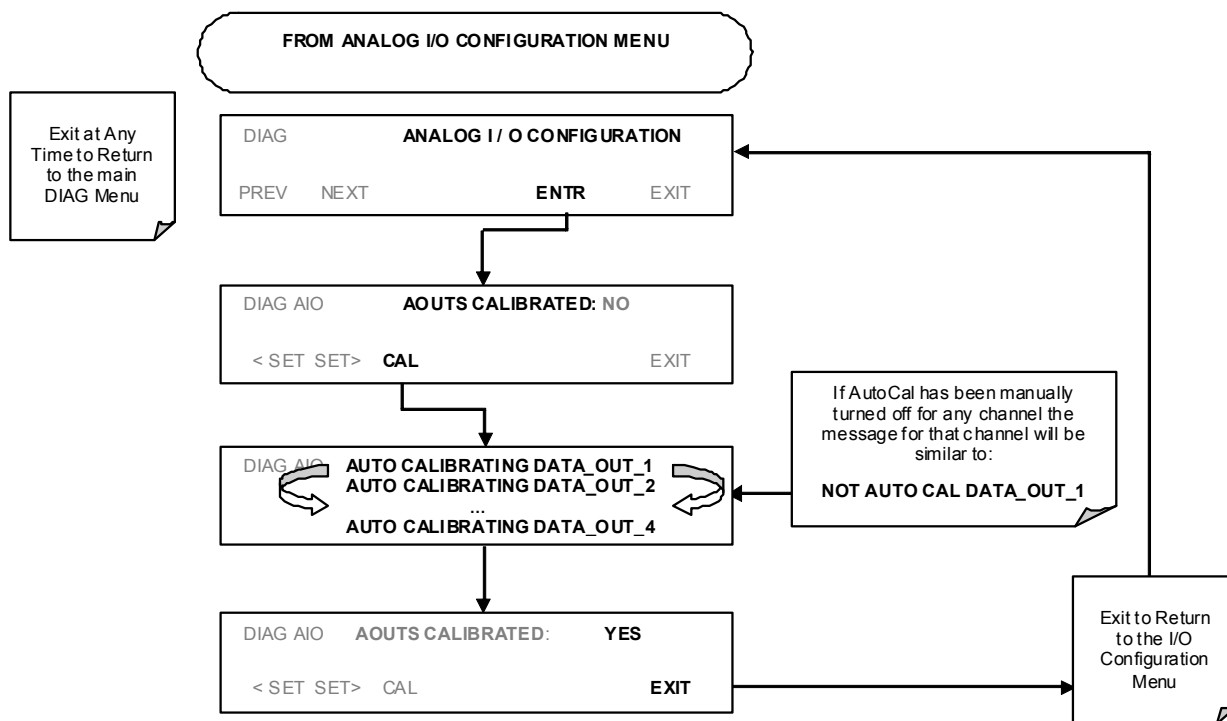 FROM ANALOG I/O CONFIGURATION MENU
Exit at Any
Time to Return
to the main
DIAG Menu
DIAG ANALOG I / O CONFIGURATION
PREV NEXT ENTR EXIT
DIAG AIO AOUTS CALIBRATED: NO
< SET SET> CAL EXIT
If AutoCal has been manually
turned off for any channel the
message for that channel will be
similar to:
NOT AUTO CAL DATA_OUT_1
DIAG AIO AUTO CALIBRATING DATA_OUT_1
AUTO CALIBRATING DATA_OUT_2
...
AUTO CALIBRATING DATA_OUT_4
DIAG AIO AOUTS CALIBRATED: YES
< SET SET> CAL EXIT
Exit to Return
to the I/O
Configuration
Menu